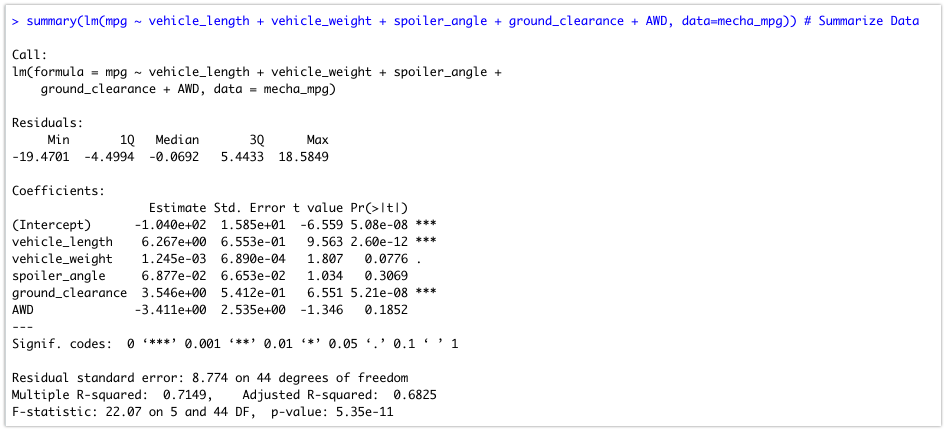 > summary(lm(mpg ~ vehicle_length + vehicle_weight + spoiler_angle + ground_clearance + AWD, data=mecha_mpg)) # Summarize Data

Call:
lm(formula = mpg ~ vehicle_length + vehicle_weight + spoiler_angle +
    ground_clearance + AWD, data = mecha_mpg)

Residuals:
     Min       1Q   Median       3Q      Max
-19.4701  -4.4994  -0.0692   5.4433  18.5849

Coefficients:
                   Estimate Std. Error t value Pr(>|t|)
(Intercept)      -1.040e+02  1.585e+01  -6.559 5.08e-08 ***
vehicle_length    6.267e+00  6.553e-01   9.563 2.60e-12 ***
vehicle_weight    1.245e-03  6.890e-04   1.807   0.0776 .
spoiler_angle     6.877e-02  6.653e-02   1.034   0.3069
ground_clearance  3.546e+00  5.412e-01   6.551 5.21e-08 ***
AWD              -3.411e+00  2.535e+00  -1.346   0.1852
---
Signif. codes:  0 ‘***’ 0.001 ‘**’ 0.01 ‘*’ 0.05 ‘.’ 0.1 ‘ ’ 1

Residual standard error: 8.774 on 44 degrees of freedom
Multiple R-squared:  0.7149,    Adjusted R-squared:  0.6825
F-statistic: 22.07 on 5 and 44 DF,  p-value: 5.35e-11